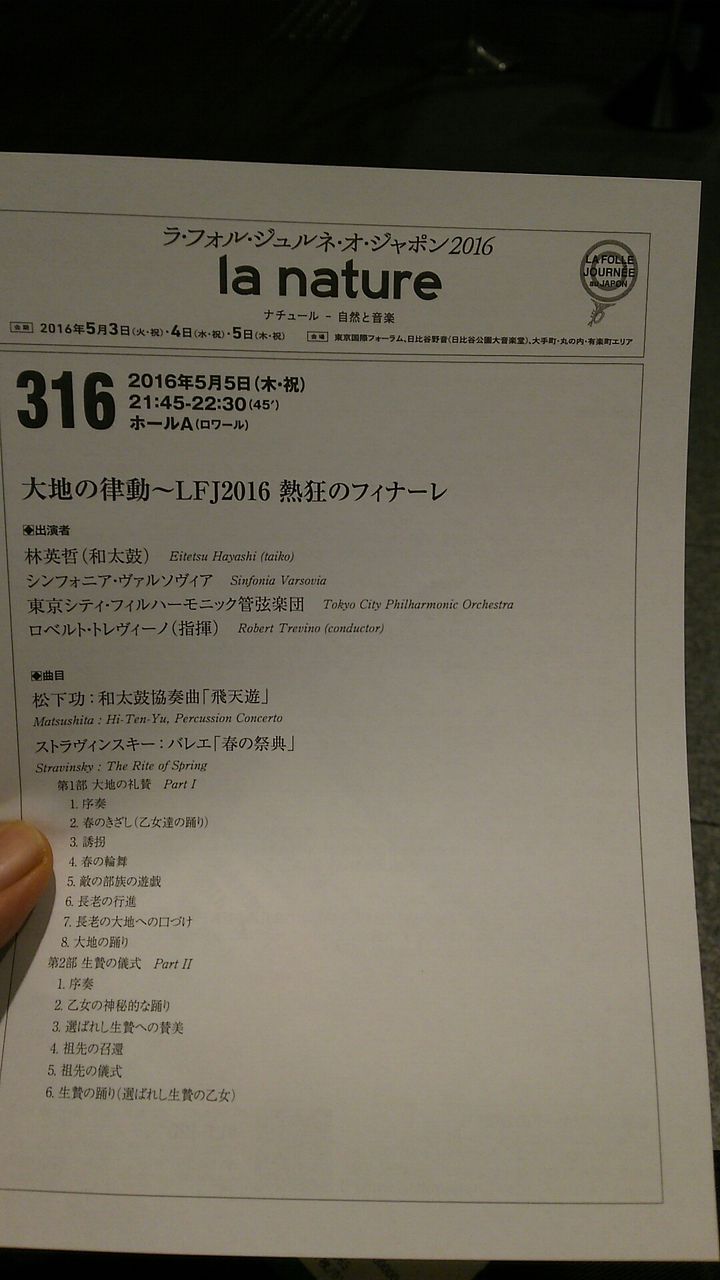 ラ・フォル・ジュルネ・オ・ジャポン2016
la nature
ナチュール － 自然と音楽
LA FOLLE
JOURNÉE
au JAPON
会期 2016年5月3日(火・祝)・4日(水・祝)・5日(木・祝) 会場 東京国際フォーラム、日比谷野音(日比谷公園大音楽堂)、大手町・丸の内・有楽町エリア
316
2016年5月5日(木・祝)
21:45-22:30(45')
ホールA(ロワール)
大地の律動～LFJ2016 熱狂のフィナーレ
◆出演者
林英哲(和太鼓) Eitetsu Hayashi (taiko)
シンフォニア・ヴァルソヴィア Sinfonia Varsovia
東京シティ・フィルハーモニック管弦楽団 Tokyo City Philharmonic Orchestra
ロベルト・トレヴィーノ(指揮) Robert Trevino (conductor)
◆曲目
松下功：和太鼓協奏曲「飛天遊」
Matsushita : Hi-Ten-Yu, Percussion Concerto
ストラヴィンスキー：バレエ「春の祭典」
Stravinsky : The Rite of Spring
第1部 大地の礼賛 Part I
1. 序奏
2. 春のきざし(乙女達の踊り)
3. 誘拐
4. 春の輪舞
5. 敵の部族の遊戯
6. 長老の行進
7. 長老の大地への口づけ
8. 大地の踊り
第2部 生贄の儀式 Part II
1. 序奏
2. 乙女の神秘的な踊り
3. 選ばれし生贄への賛美
4. 祖先の召還
5. 祖先の儀式
6. 生贄の踊り(選ばれし生贄の乙女)